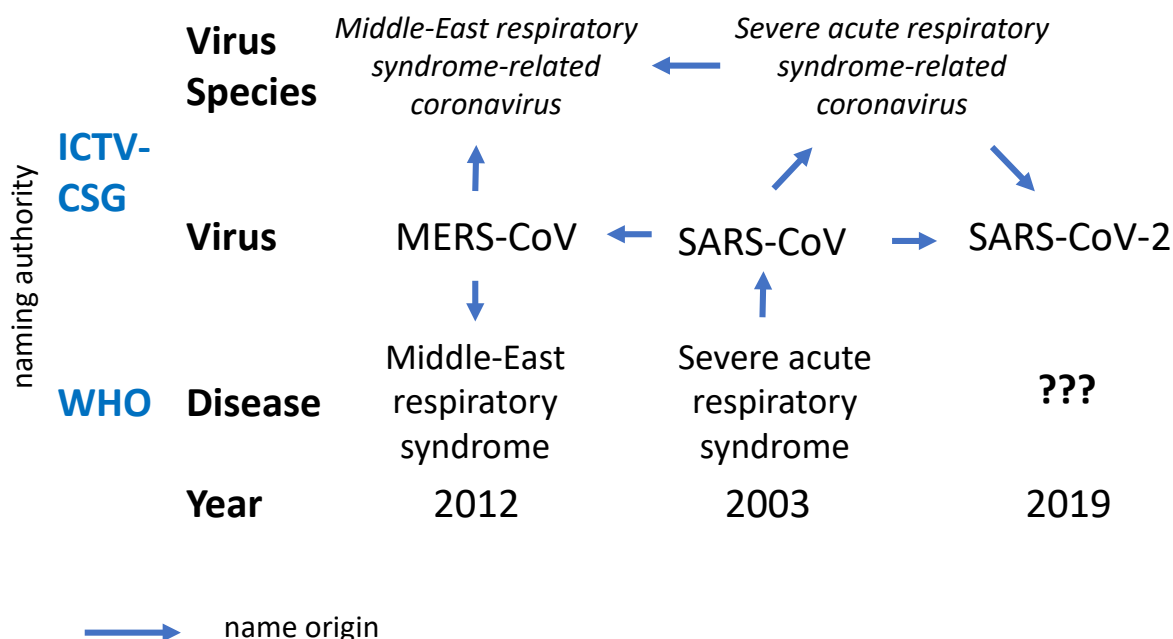 Virus
Species
Middle-East respiratory
syndrome-related
coronavirus
Severe acute respiratory
syndrome-related
coronavirus
naming authority
ICTV-
CSG
Virus
MERS-CoV
SARS-CoV
SARS-CoV-2
WHO
Disease
Middle-East
respiratory
syndrome
Severe acute
respiratory
syndrome
???
Year
2012
2003
2019
name origin